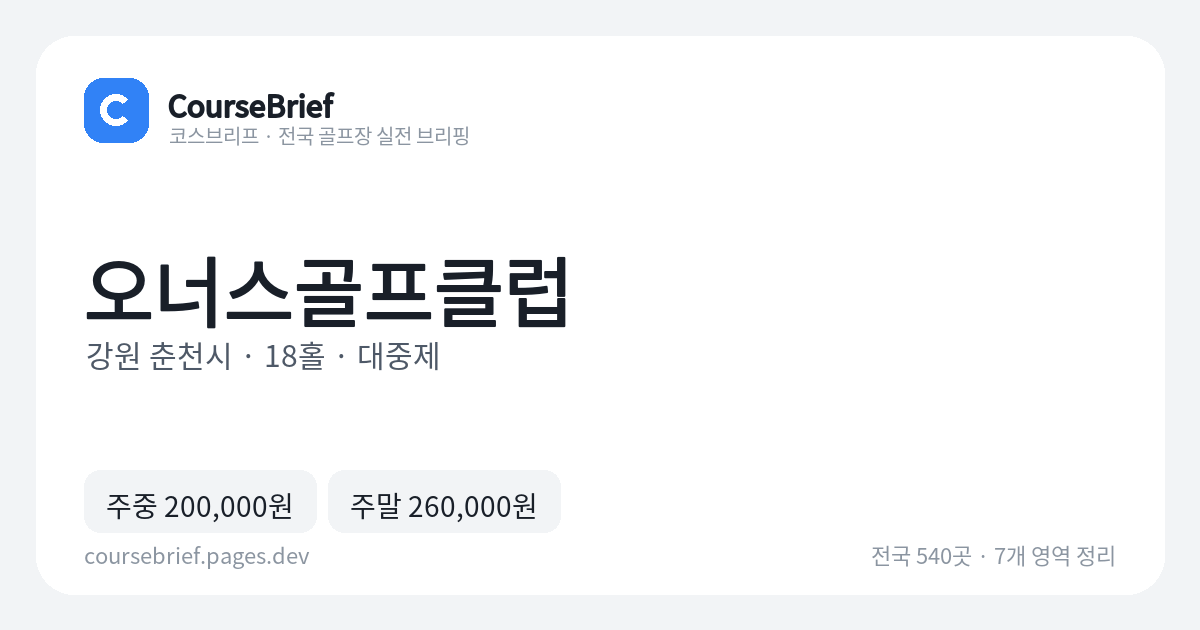 CourseBrief
코스브리프 · 전국 골프장 실전 브리핑
오너스골프클럽
강원 춘천시 · 18홀 · 대중제
주중 200,000원 주말 260,000원
coursebrief.pages.dev 전국 540곳 · 7개 영역 정리